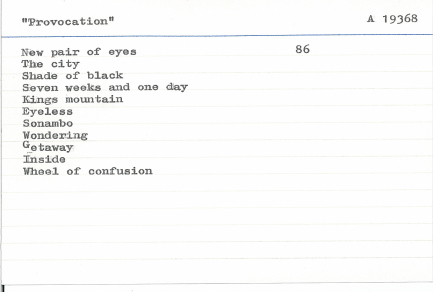 "Provocation" A 19368
New pair of eyes 86
The city
Shade of black
Seven weeks and one day
Kings mountain
Eyeless
Sonambo
Wondering
Getaway
Inside
Wheel of confusion